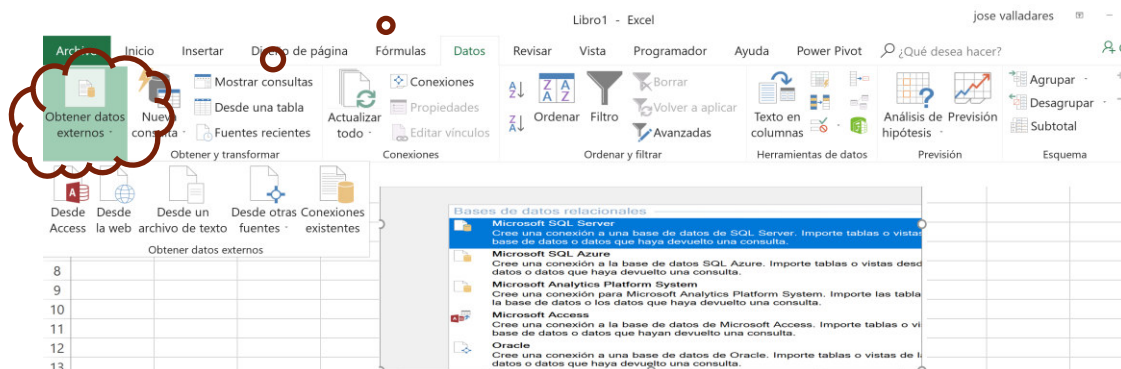 Libro1 - Excel
jose valladares
Archivo Inicio Insertar Diseño de página Fórmulas Datos Revisar Vista Programador Ayuda Power Pivot ¿Qué desea hacer?
Obtener datos
externos
Nueva
consulta
Mostrar consultas
Desde una tabla
Fuentes recientes
Obtener y transformar
Actualizar
todo
Conexiones
Propiedades
Editar vínculos
Conexiones
Ordenar
Filtro
Borrar
Volver a aplicar
Avanzadas
Ordenar y filtrar
Texto en
columnas
Herramientas de datos
Análisis de
hipótesis
Previsión
Previsión
Agrupar
Desagrupar
Subtotal
Esquema
Desde
Access
Desde
la web
Desde un
archivo de texto
Desde otras
fuentes
Conexiones
existentes
Obtener datos externos
8
9
10
11
12
13
Bases de datos relacionales
Microsoft SQL Server
Cree una conexión a una base de datos de SQL Server. Importe tablas o vistas
base de datos o datos que haya devuelto una consulta.
Microsoft SQL Azure
Cree una conexión a la base de datos SQL Azure. Importe tablas o vistas desd
datos o datos que haya devuelto una consulta.
Microsoft Analytics Platform System
Cree una conexión para Microsoft Analytics Platform System. Importe las tabla
la base de datos o los datos que haya devuelto una consulta.
Microsoft Access
Cree una conexión a la base de datos de Microsoft Access. Importe tablas o vi
base de datos o datos que hayan devuelto una consulta.
Oracle
Cree una conexión a una base de datos de Oracle. Importe tablas o vistas de l
datos o datos que haya devuelto una consulta.